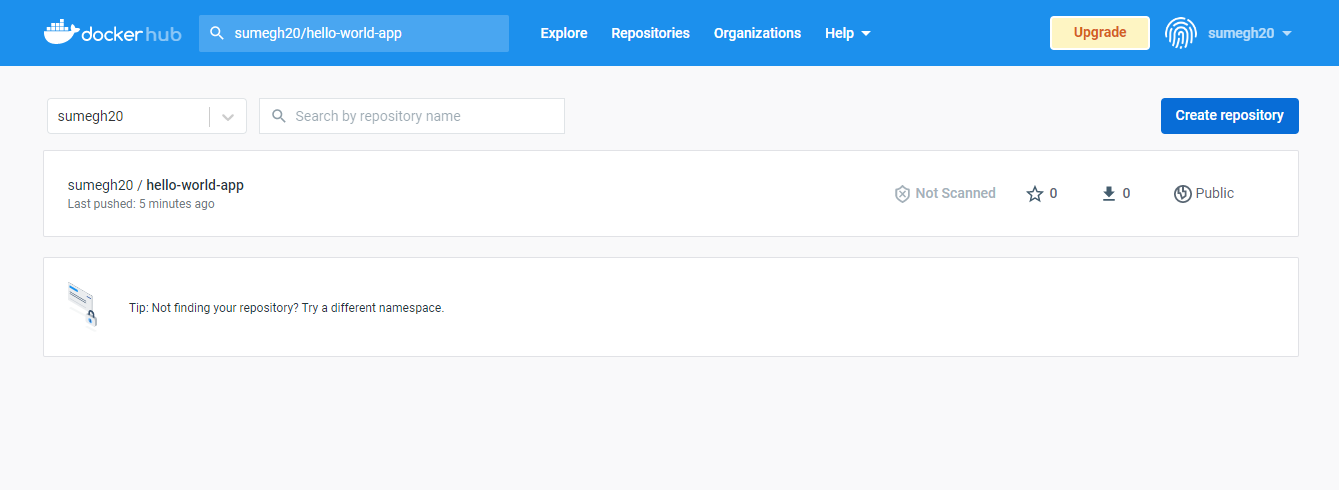 docker hub sumegh20/hello-world-app Explore Repositories Organizations Help Upgrade sumegh20
sumegh20 Search by repository name Create repository
sumegh20 / hello-world-app
Last pushed: 5 minutes ago
Not Scanned 0 0 Public
Tip: Not finding your repository? Try a different namespace.